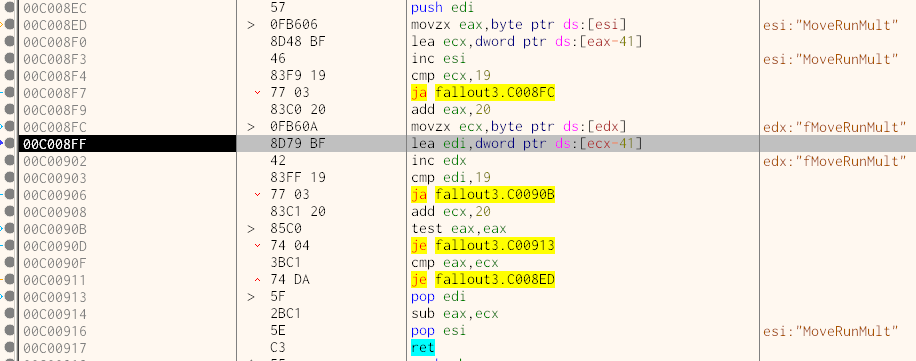 00C008EC 57 push edi
00C008ED > 0FB606 movzx eax,byte ptr ds:[esi] esi:"MoveRunMult"
00C008F0 8D48 BF lea ecx,dword ptr ds:[eax-41]
00C008F3 46 inc esi esi:"MoveRunMult"
00C008F4 83F9 19 cmp ecx,19
00C008F7 77 03 ja fallout3.C008FC
00C008F9 83C0 20 add eax,20
00C008FC > 0FB60A movzx ecx,byte ptr ds:[edx] edx:"fMoveRunMult"
00C008FF 8D79 BF lea edi,dword ptr ds:[ecx-41]
00C00902 42 inc edx edx:"fMoveRunMult"
00C00903 83FF 19 cmp edi,19
00C00906 77 03 ja fallout3.C0090B
00C00908 83C1 20 add ecx,20
00C0090B > 85C0 test eax,eax
00C0090D 74 04 je fallout3.C00913
00C0090F 3BC1 cmp eax,ecx
00C00911 74 DA je fallout3.C008ED
00C00913 > 5F pop edi
00C00914 2BC1 sub eax,ecx
00C00916 5E pop esi esi:"MoveRunMult"
00C00917 C3 ret